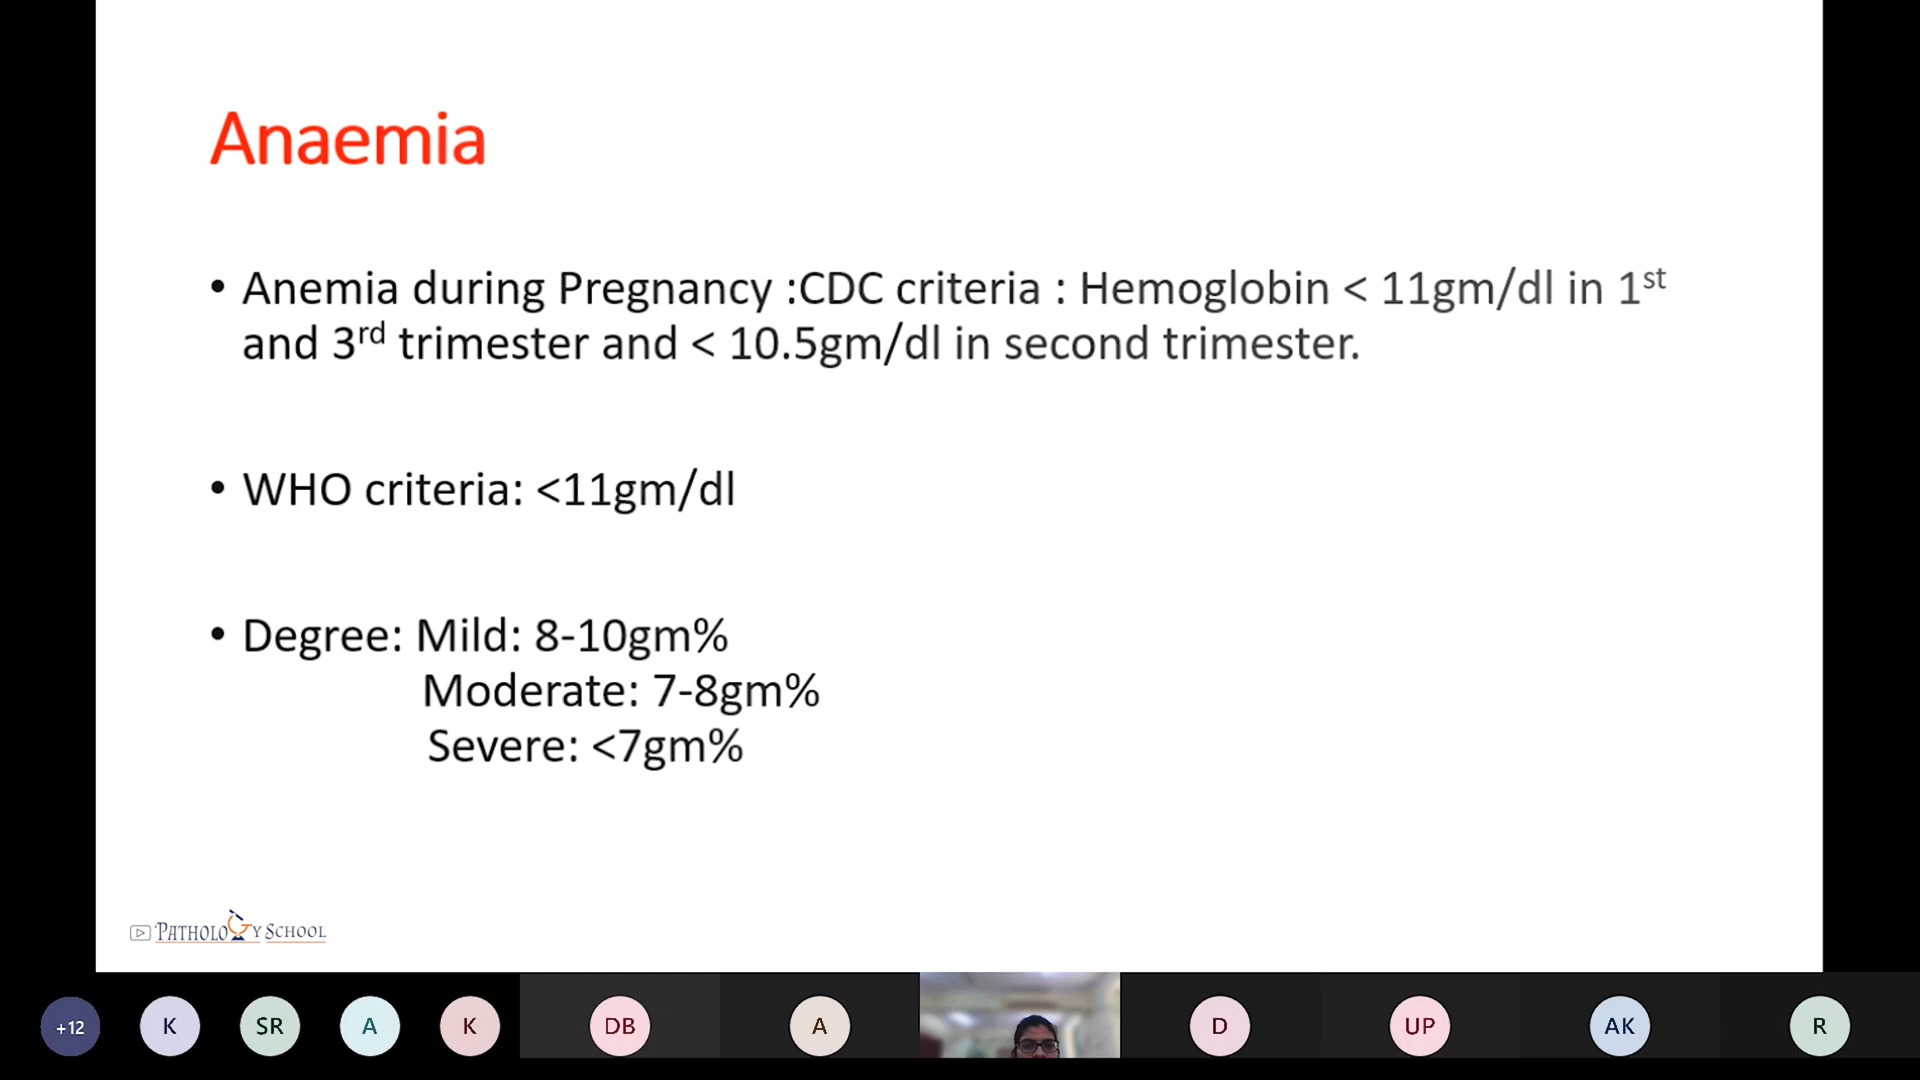 Anaemia
• Anemia during Pregnancy :CDC criteria : Hemoglobin < 11gm/dl in 1st
and 3rd trimester and < 10.5gm/dl in second trimester.
• WHO criteria: <11gm/dl
• Degree: Mild: 8-10gm%
Moderate: 7-8gm%
Severe: <7gm%
PATHOLOGY SCHOOL
+12 K SR A K DB A D UP AK R